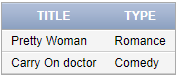 TITLE TYPE
Pretty Woman Romance
Carry On doctor Comedy